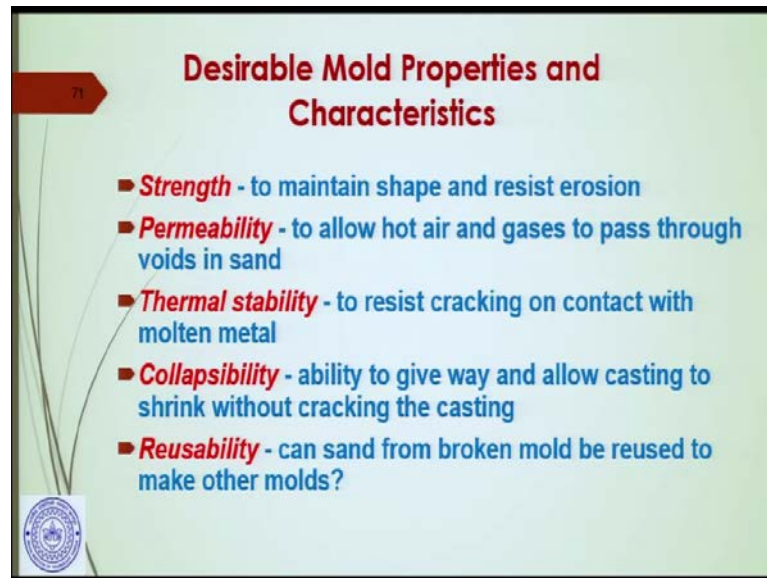 71
Desirable Mold Properties and
Characteristics
Strength - to maintain shape and resist erosion
Permeability - to allow hot air and gases to pass through
voids in sand
Thermal stability - to resist cracking on contact with
molten metal
Collapsibility - ability to give way and allow casting to
shrink without cracking the casting
Reusability - can sand from broken mold be reused to
make other molds?